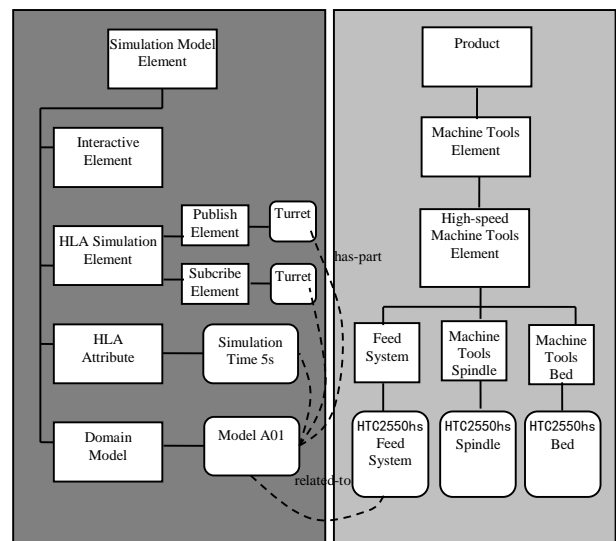 Simulation Model
Element
Interactive
Element
HLA Simulation
Element
Publish
Element
Turret
Subcribe
Element
Turret
has-part
HLA
Attribute
Simulation
Time 5s
Domain
Model
Model A01
related-to
Product
Machine Tools
Element
High-speed
Machine Tools
Element
Feed
System
Machine
Tools
Spindle
Machine
Tools
Bed
HTC2550hs
Feed
System
HTC2550hs
Spindle
HTC2550hs
Bed